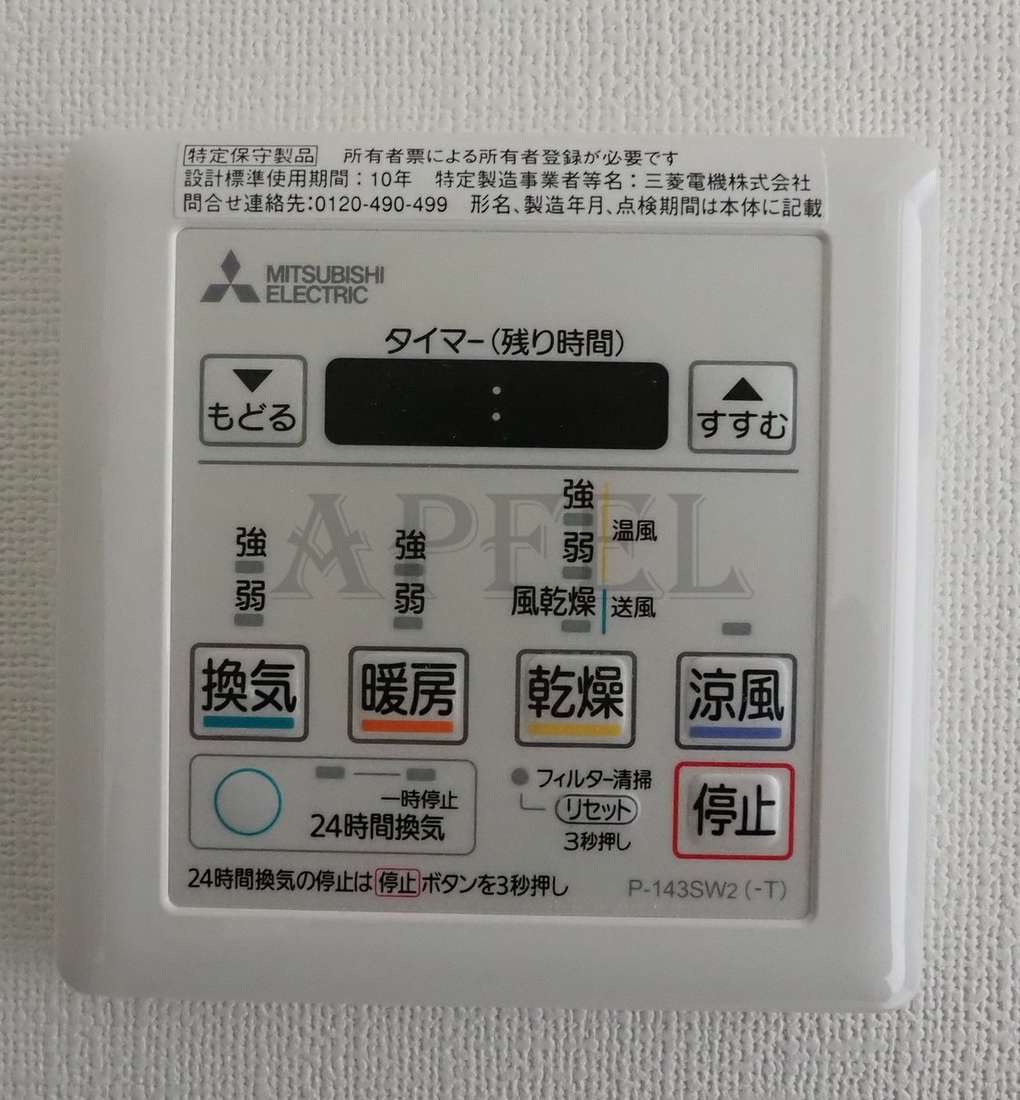 特定保守製品 所有者票による所有者登録が必要です
設計標準使用期間：10年 特定製造事業者等名：三菱電機株式会社
問合せ連絡先:0120-490-499 形名、製造年月、点検期間は本体に記載
MITSUBISHI
ELECTRIC
タイマー(残り時間)
▼ : ▲
もどる すすむ
強 強 強 温風
弱 弱 弱
風乾燥 送風
APFEL
換気 暖房 乾燥 涼風
一時停止
24時間換気
フィルター清掃
リセット
3秒押し
停止
24時間換気の停止は停止ボタンを3秒押し P-143SW2 (-T)